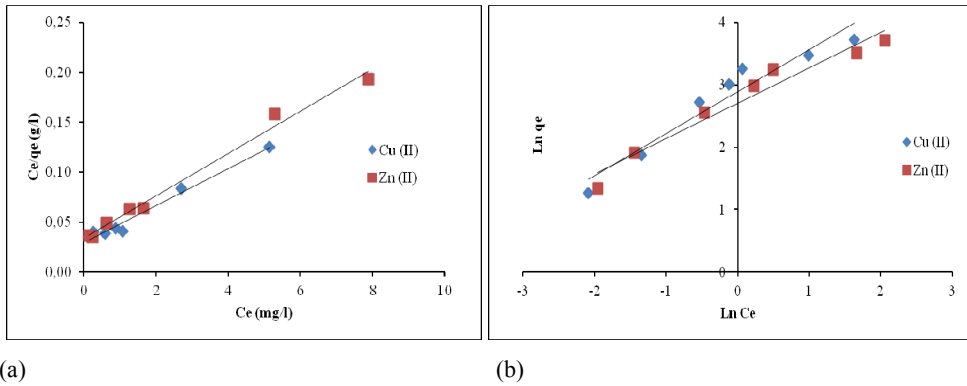 0,25
0,20
0,15
0,10
0,05
0,00
Ce/qe (g/l)
0 2 4 6 8 10
Ce (mg/l)
Cu (II)
Zn (II)
4
3
2
1
0
Ln qe
-3 -2 -1 0 1 2 3
Ln Ce
Cu (II)
Zn (II)
(a) (b)